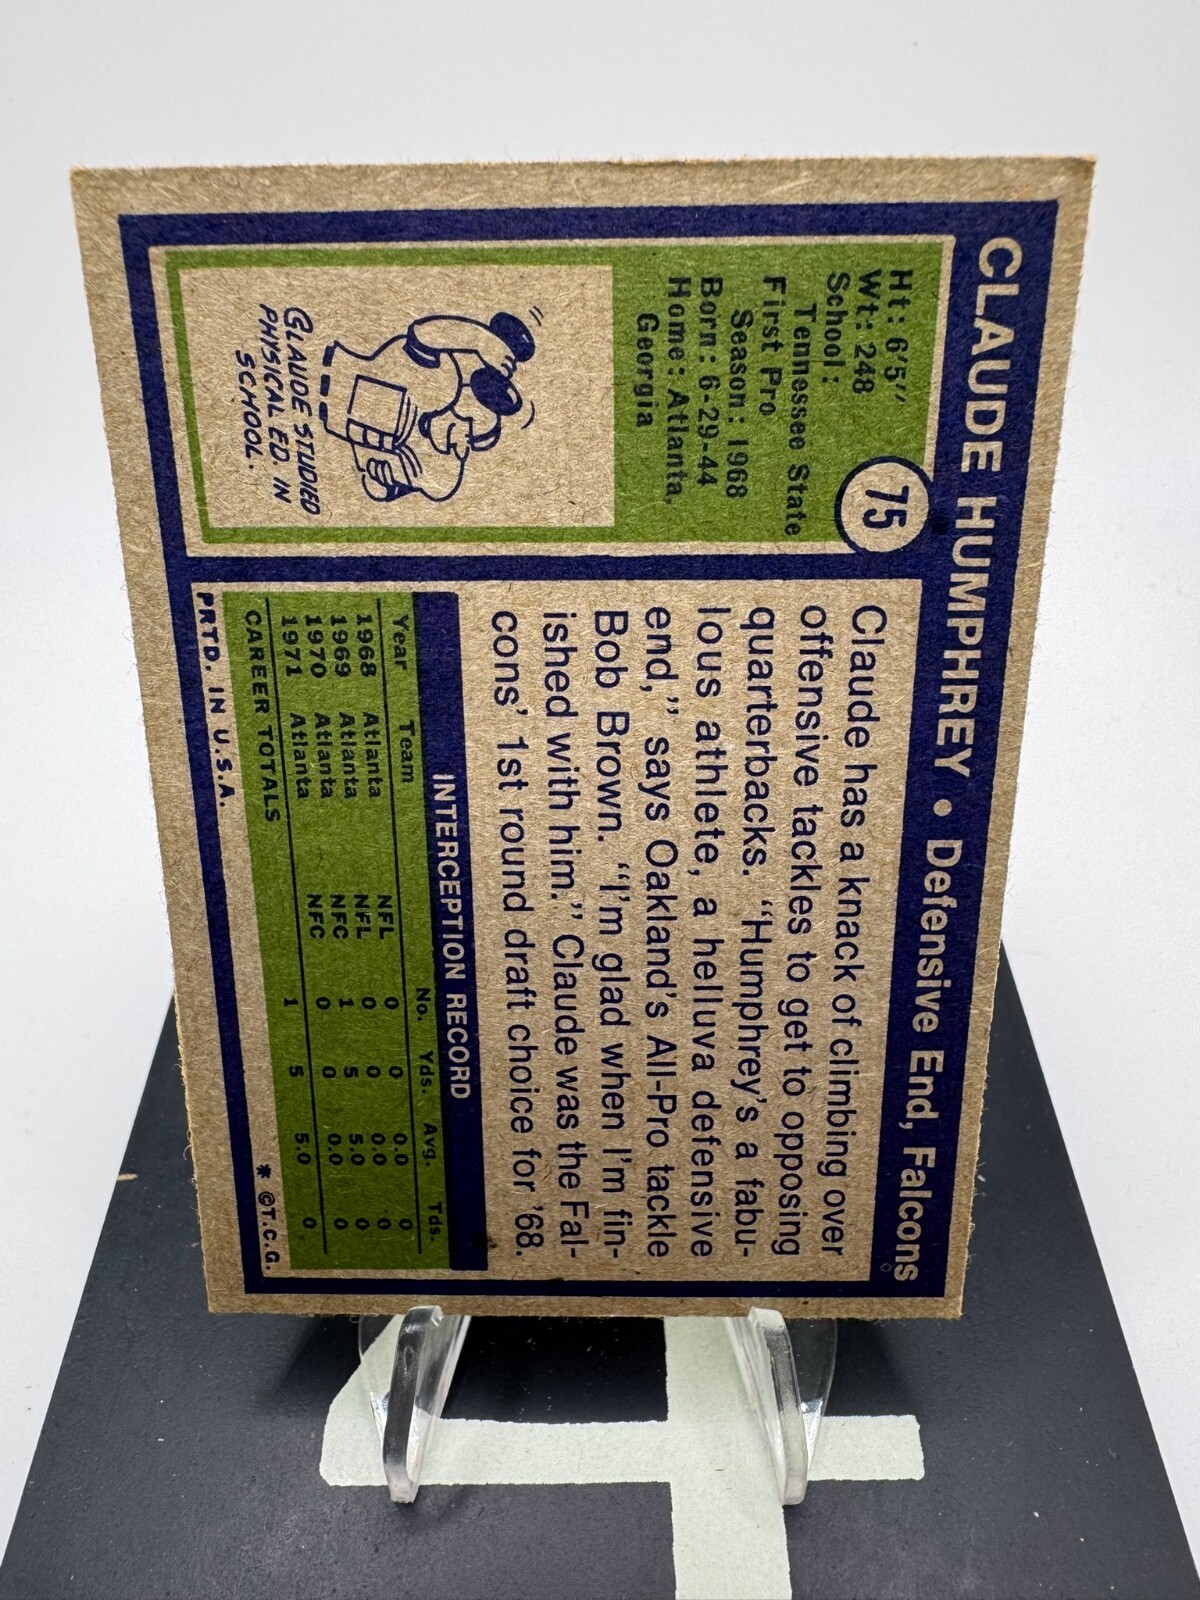 CLAUDE HUMPHREY • Defensive End, Falcons
75
Ht: 6'5"
Wt: 248
School:
Tennessee State
First Pro
Season: 1968
Born: 6-29-44
Home: Atlanta,
Georgia
CLAUDE STUDIED
PHYSICAL ED. IN
SCHOOL.
Claude has a knack of climbing over
offensive tackles to get to opposing
quarterbacks. "Humphrey's a fabu-
lous athlete, a helluva defensive
end," says Oakland's All-Pro tackle
Bob Brown. "I'm glad when I'm fin-
ished with him." Claude was the Fal-
cons' 1st round draft choice for '68.
INTERCEPTION RECORD
Year Team No. Yds. Avg. Tds.
1968 Atlanta NFL 0 0 0.0 0
1969 Atlanta NFL 0 0 0.0 0
1970 Atlanta NFC 1 5 5.0 0
1971 Atlanta NFC 0 0 0.0 0
CAREER TOTALS 1 5 5.0 0
PRTD. IN U.S.A. * ©T.C.G.